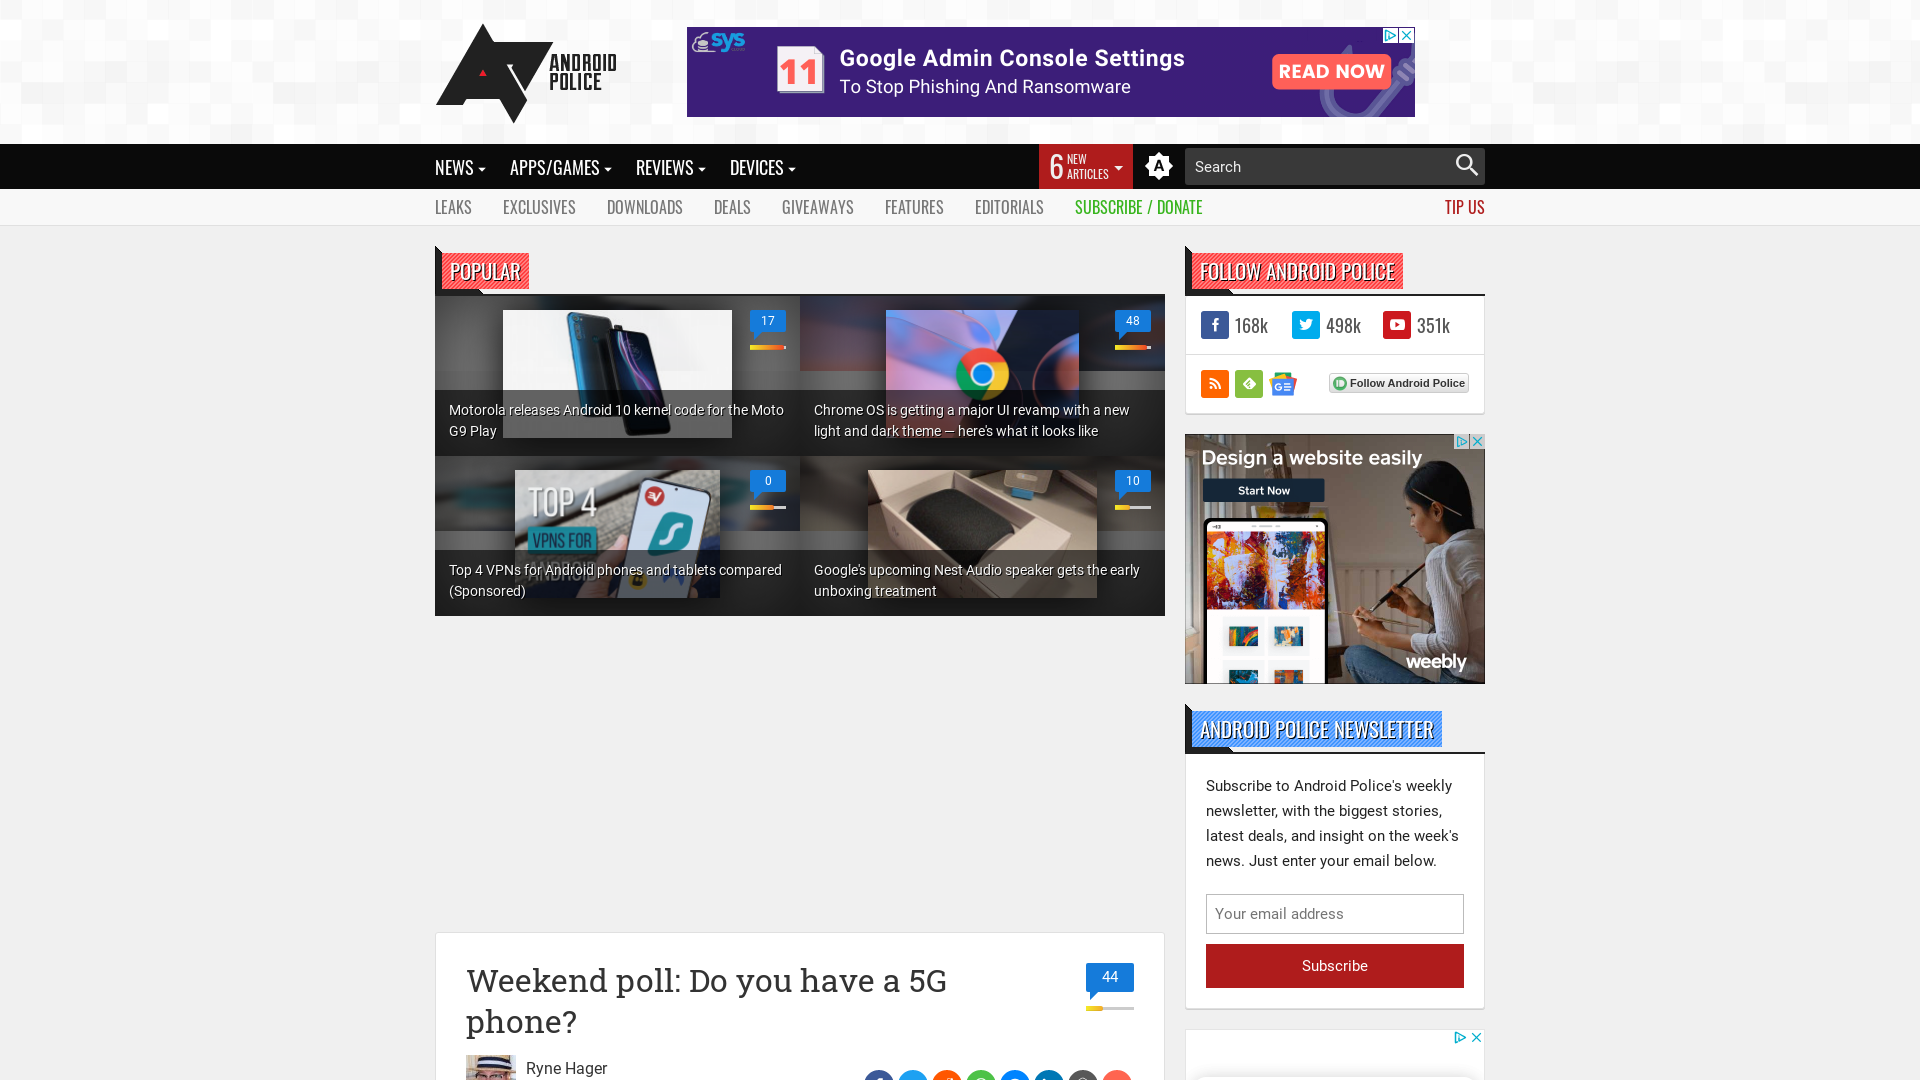 ANDROID
POLICE
sys
11
Google Admin Console Settings
To Stop Phishing And Ransomware
READ NOW
NEWS
APPS/GAMES
REVIEWS
DEVICES
6 NEW
ARTICLES
A
Search
LEAKS
EXCLUSIVES
DOWNLOADS
DEALS
GIVEAWAYS
FEATURES
EDITORIALS
SUBSCRIBE / DONATE
TIP US
POPULAR
17
Motorola releases Android 10 kernel code for the Moto
G9 Play
48
Chrome OS is getting a major UI revamp with a new
light and dark theme — here's what it looks like
TOP 4
VPNS FOR
ANDROID
0
Top 4 VPNs for Android phones and tablets compared
(Sponsored)
10
Google's upcoming Nest Audio speaker gets the early
unboxing treatment
Weekend poll: Do you have a 5G
phone?
44
Ryne Hager
FOLLOW ANDROID POLICE
168k
498k
351k
Follow Android Police
Design a website easily
Start Now
weebly
ANDROID POLICE NEWSLETTER
Subscribe to Android Police's weekly
newsletter, with the biggest stories,
latest deals, and insight on the week's
news. Just enter your email below.
Your email address
Subscribe